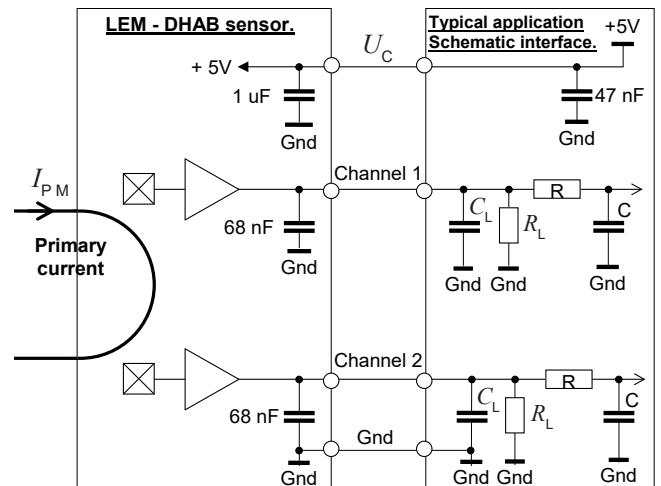 LEM - DHAB sensor.
Typical application
Schematic interface.
+5V
U_C
+ 5V
1 uF
47 nF
Gnd
Gnd
I_PM
Channel 1
R
C_L
R_L
C
68 nF
Primary
current
Gnd
Gnd
Gnd
Gnd
Channel 2
R
C_L
R_L
C
68 nF
Gnd
Gnd
Gnd
Gnd
Gnd